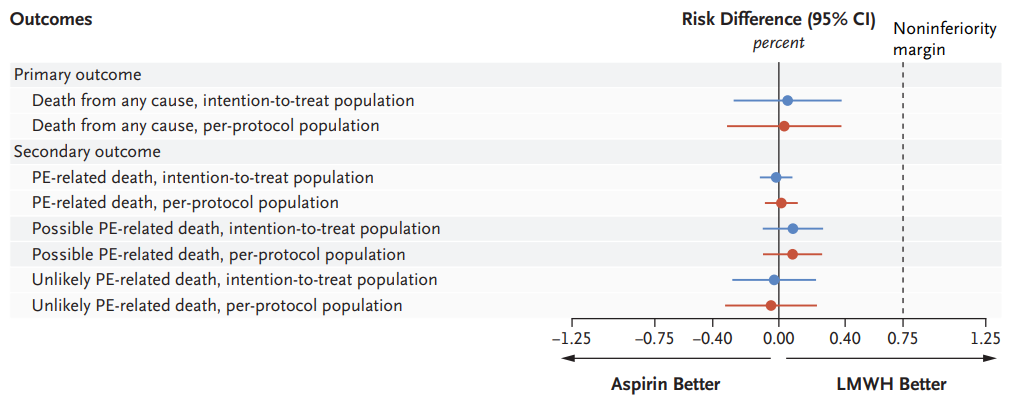 Outcomes
Risk Difference (95% CI)
percent
Noninferiority
margin
Primary outcome
Death from any cause, intention-to-treat population
Death from any cause, per-protocol population
Secondary outcome
PE-related death, intention-to-treat population
PE-related death, per-protocol population
Possible PE-related death, intention-to-treat population
Possible PE-related death, per-protocol population
Unlikely PE-related death, intention-to-treat population
Unlikely PE-related death, per-protocol population
−1.25 −0.75 −0.40 0.00 0.40 0.75 1.25
Aspirin Better LMWH Better